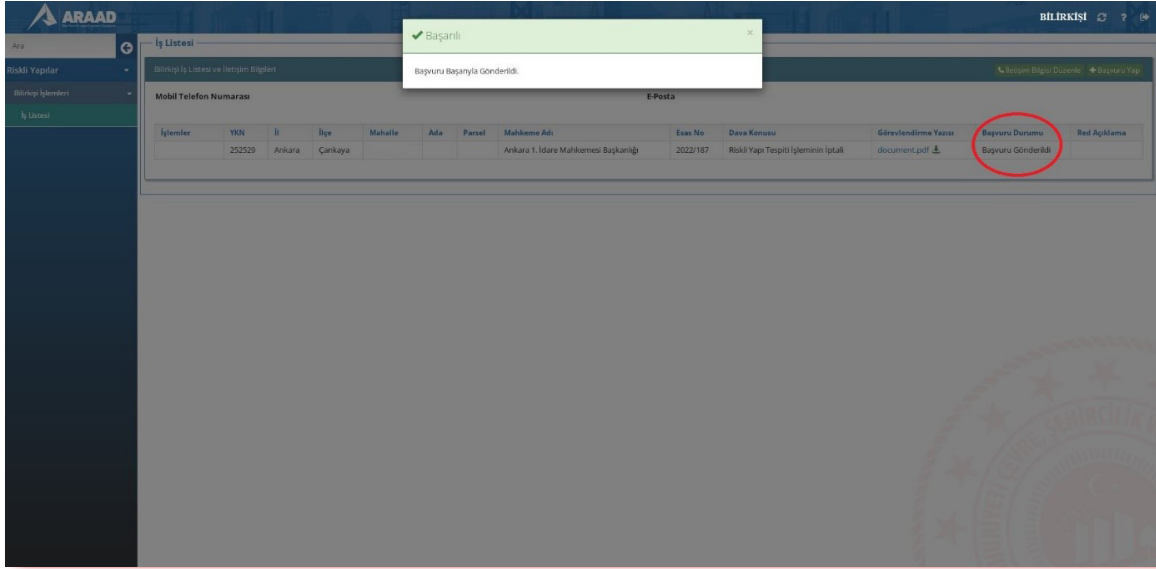 ARAAD
BİLİRKİŞİ
Başarılı
Başvuru Başarıyla Gönderildi.
Ara
Riskli Yapılar
Bilirkişi İşlemleri
İş Listesi
İş Listesi
Bilirkişi İş Listesi ve İletişim Bilgileri
İletişim Bilgisi Düzenle
Başvuru Yap
Mobil Telefon Numarası E-Posta
İşlemler YKN İl İlçe Mahalle Ada Parsel Mahkeme Adı Esas No Dava Konusu Görevlendirme Yazısı Başvuru Durumu Red Açıklama
252529 Ankara Çankaya Ankara 1. İdare Mahkemesi Başkanlığı 2022/187 Riskli Yapı Tespiti İşleminin İptali document.pdf Başvuru Gönderildi